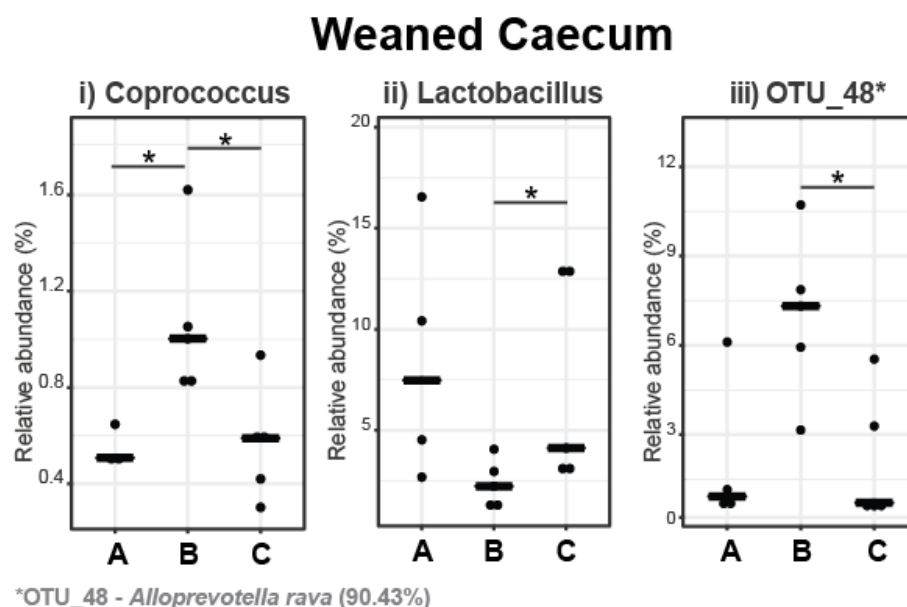 Weaned Caecum
i) Coprococcus
ii) Lactobacillus
iii) OTU_48*
Relative abundance (%)
1.6
1.2
0.8
0.4
* *
A B C
Relative abundance (%)
20
15
10
5
*
A B C
Relative abundance (%)
12
9
6
3
0
*
A B C
*OTU_48 - Alloprevotella rava (90.43%)